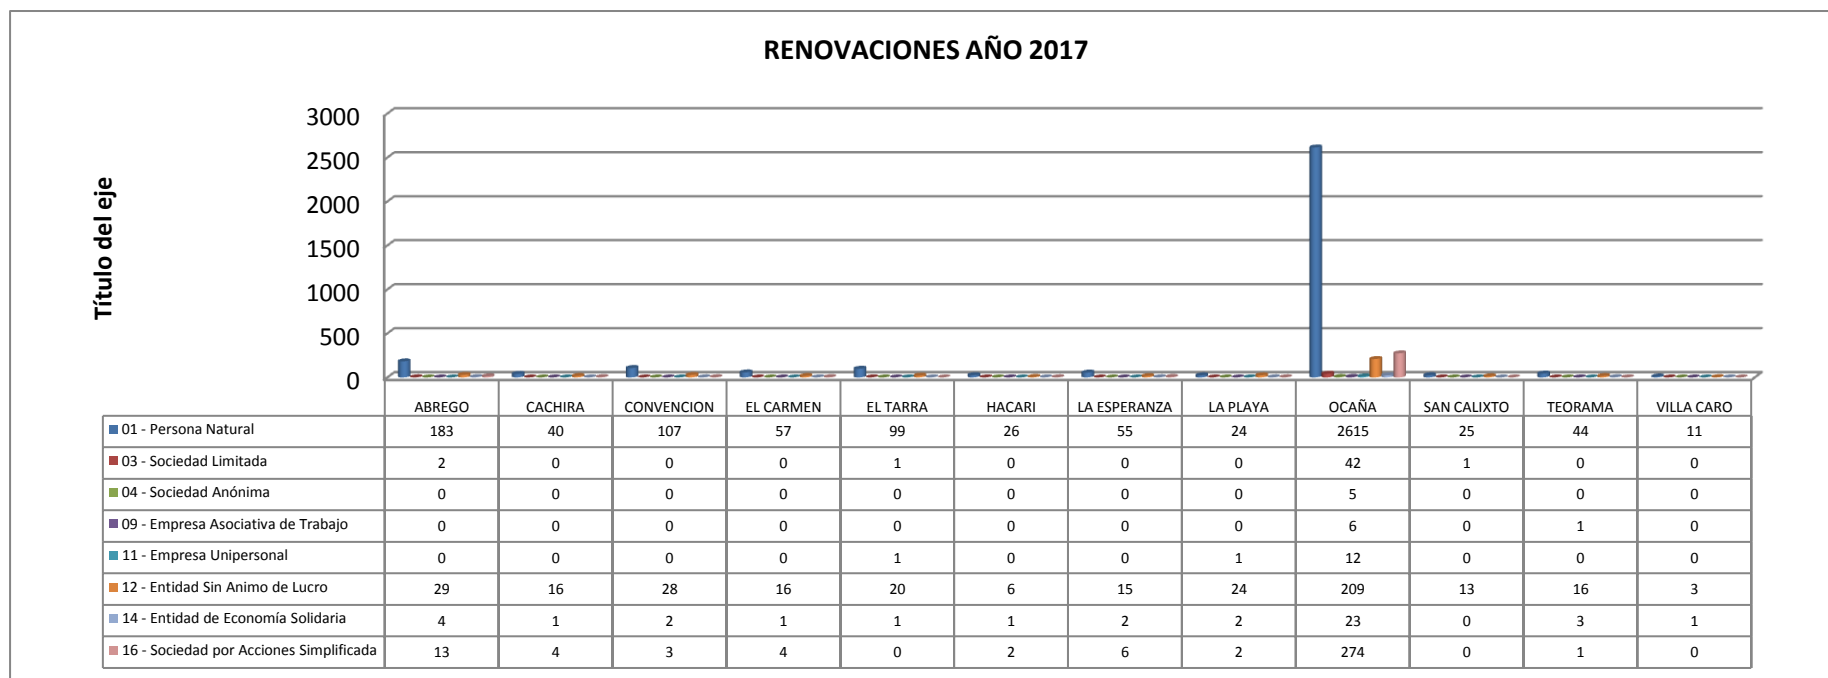 RENOVACIONES AÑO 2017
Título del eje
3000
2500
2000
1500
1000
500
0
ABREGO CACHIRA CONVENCION EL CARMEN EL TARRA HACARI LA ESPERANZA LA PLAYA OCAÑA SAN CALIXTO TEORAMA VILLA CARO
01 - Persona Natural 183 40 107 57 99 26 55 24 2615 25 44 11
03 - Sociedad Limitada 2 0 0 0 1 0 0 0 42 1 0 0
04 - Sociedad Anónima 0 0 0 0 0 0 0 0 5 0 0 0
09 - Empresa Asociativa de Trabajo 0 0 0 0 0 0 0 0 6 0 1 0
11 - Empresa Unipersonal 0 0 0 0 1 0 0 1 12 0 0 0
12 - Entidad Sin Animo de Lucro 29 16 28 16 20 6 15 24 209 13 16 3
14 - Entidad de Economía Solidaria 4 1 2 1 1 1 2 2 23 0 3 1
16 - Sociedad por Acciones Simplificada 13 4 3 4 0 2 6 2 274 0 1 0